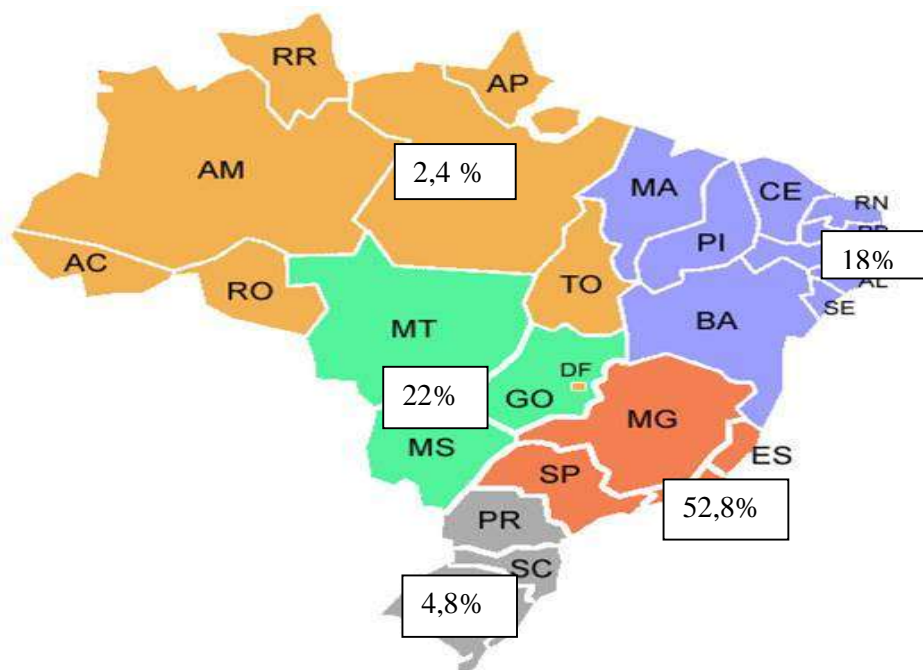 RR
AP
AM
2,4 %
MA
CE
RN
PI
18%
AC
RO
TO
AL
SE
MT
BA
DF
22%
GO
MG
MS
ES
SP
52,8%
PR
SC
4,8%